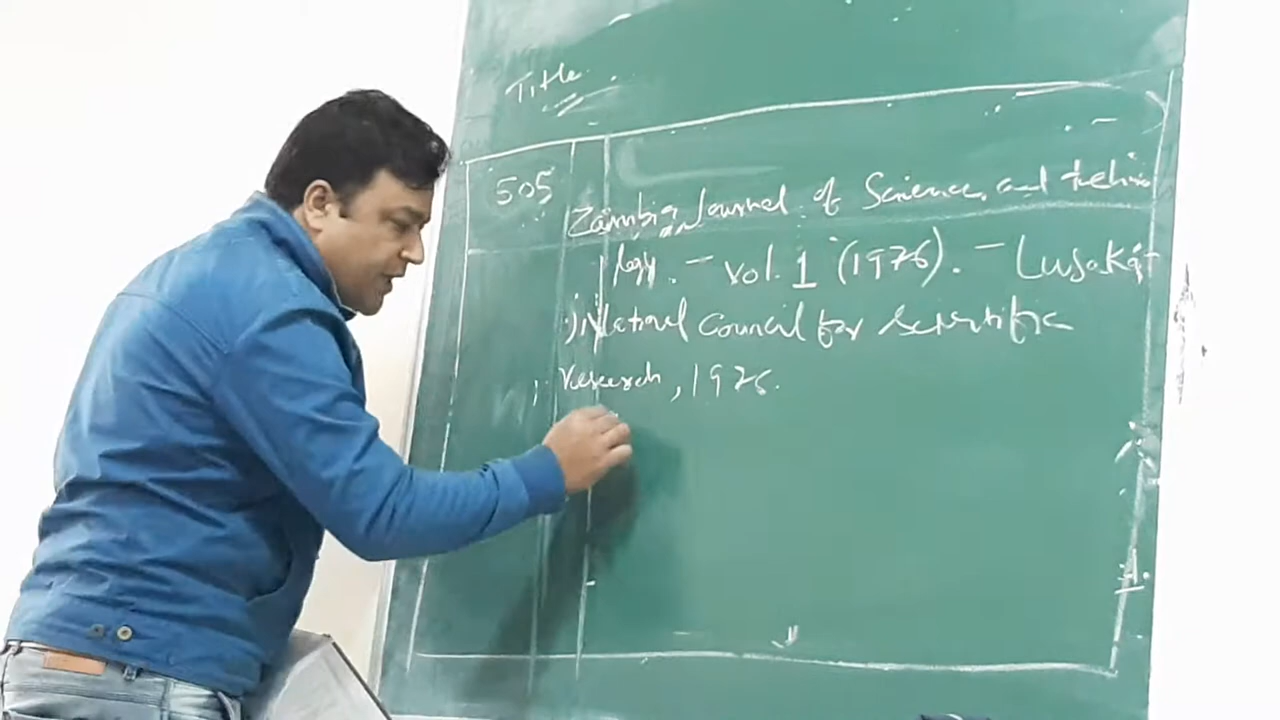 Title
505
Zambia Journal of Science and techno
logy. - vol. 1 (1976). - Lusaka
: National Council for Scientific
Research, 1976.